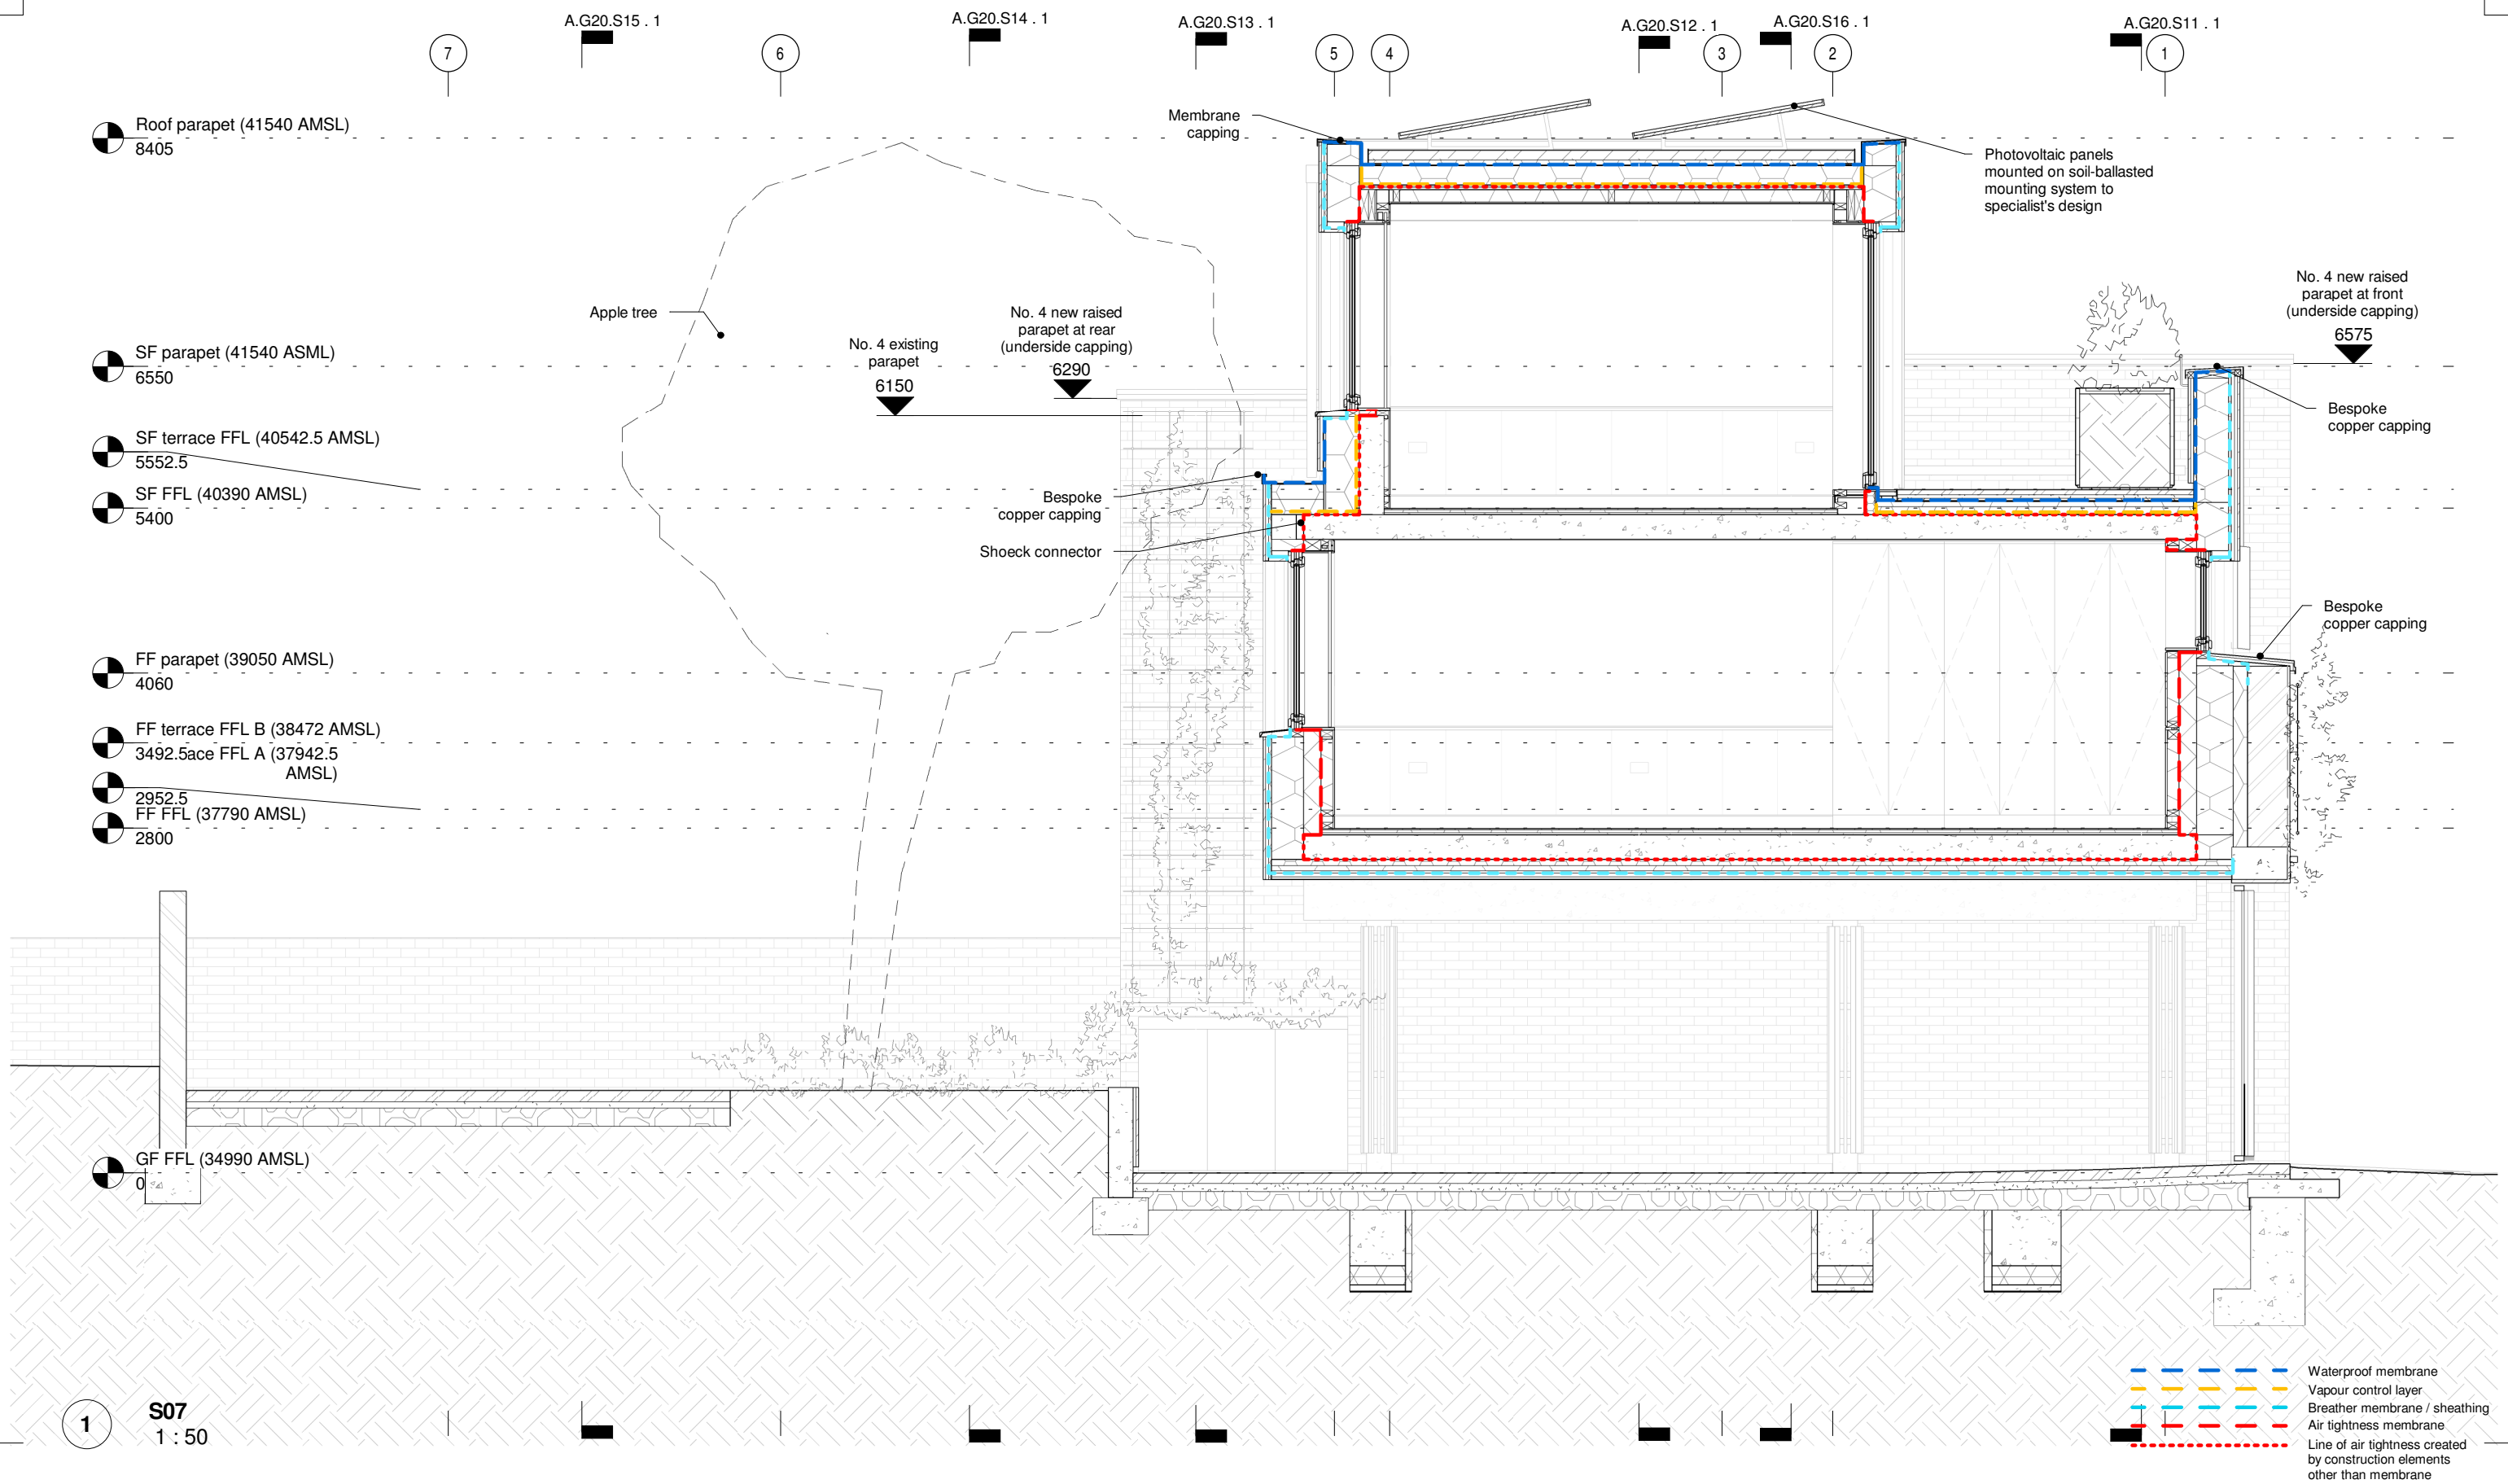 A.G20.S15 . 1
A.G20.S14 . 1
A.G20.S13 . 1
A.G20.S12 . 1
A.G20.S16 . 1
A.G20.S11 . 1
7
6
5
4
3
2
1
Roof parapet (41540 AMSL)
8405
Membrane
capping
Photovoltaic panels
mounted on soil-ballasted
mounting system to
specialist's design
Apple tree
No. 4 existing
parapet
6150
No. 4 new raised
parapet at rear
(underside capping)
6290
No. 4 new raised
parapet at front
(underside capping)
6575
SF parapet (41540 ASML)
6550
Bespoke
copper capping
SF terrace FFL (40542.5 AMSL)
5552.5
SF FFL (40390 AMSL)
5400
Bespoke
copper capping
Shoeck connector
Bespoke
copper capping
FF parapet (39050 AMSL)
4060
FF terrace FFL B (38472 AMSL)
3492.5ace FFL A (37942.5
AMSL)
2952.5
FF FFL (37790 AMSL)
2800
GF FFL (34990 AMSL)
0
1
S07
1 : 50
Waterproof membrane
Vapour control layer
Breather membrane / sheathing
Air tightness membrane
Line of air tightness created
by construction elements
other than membrane